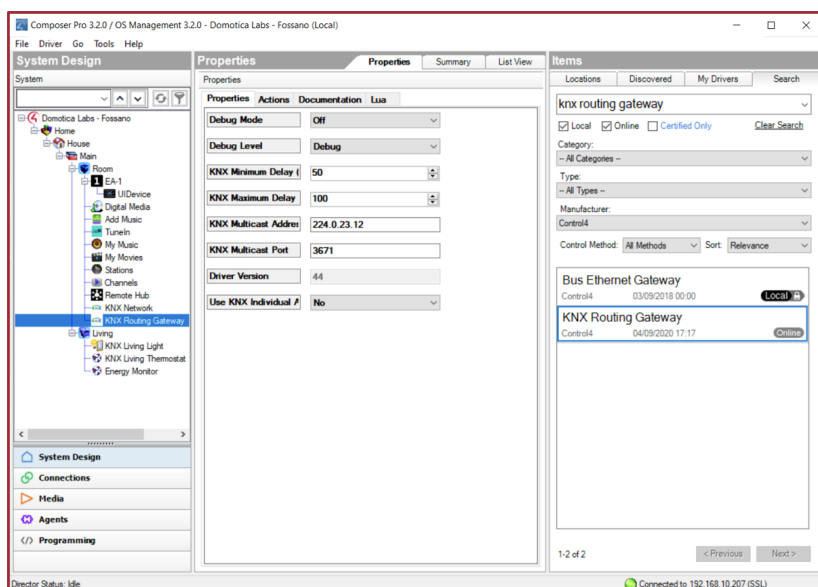 Composer Pro 3.2.0 / OS Management 3.2.0 - Domotica Labs - Fossano (Local)
File Driver Go Tools Help
System Design
System
Domotica Labs - Fossano
Home
House
Main
Room
EA-1
UIDevice
Digital Media
Add Music
TuneIn
My Music
My Movies
Stations
Channels
Remote Hub
KNX Network
KNX Routing Gateway
Living
KNX Living Light
KNX Living Thermostat
Energy Monitor
System Design
Connections
Media
Agents
Programming
Director Status: Idle
Properties Properties Summary List View
Properties
Properties Actions Documentation Lua
Debug Mode Off
Debug Level Debug
KNX Minimum Delay ( 50
KNX Maximum Delay 100
KNX Multicast Addres 224.0.23.12
KNX Multicast Port 3671
Driver Version 44
Use KNX Individual A No
Items
Locations Discovered My Drivers Search
knx routing gateway
Local Online Certified Only Clear Search
Category:
-- All Categories --
Type:
-- All Types --
Manufacturer:
Control4
Control Method: All Methods Sort: Relevance
Bus Ethernet Gateway
Control4 03/09/2018 00:00 Local
KNX Routing Gateway
Control4 04/09/2020 17:17 Online
1-2 of 2 < Previous Next >
Connected to 192.168.10.207 (SSL)